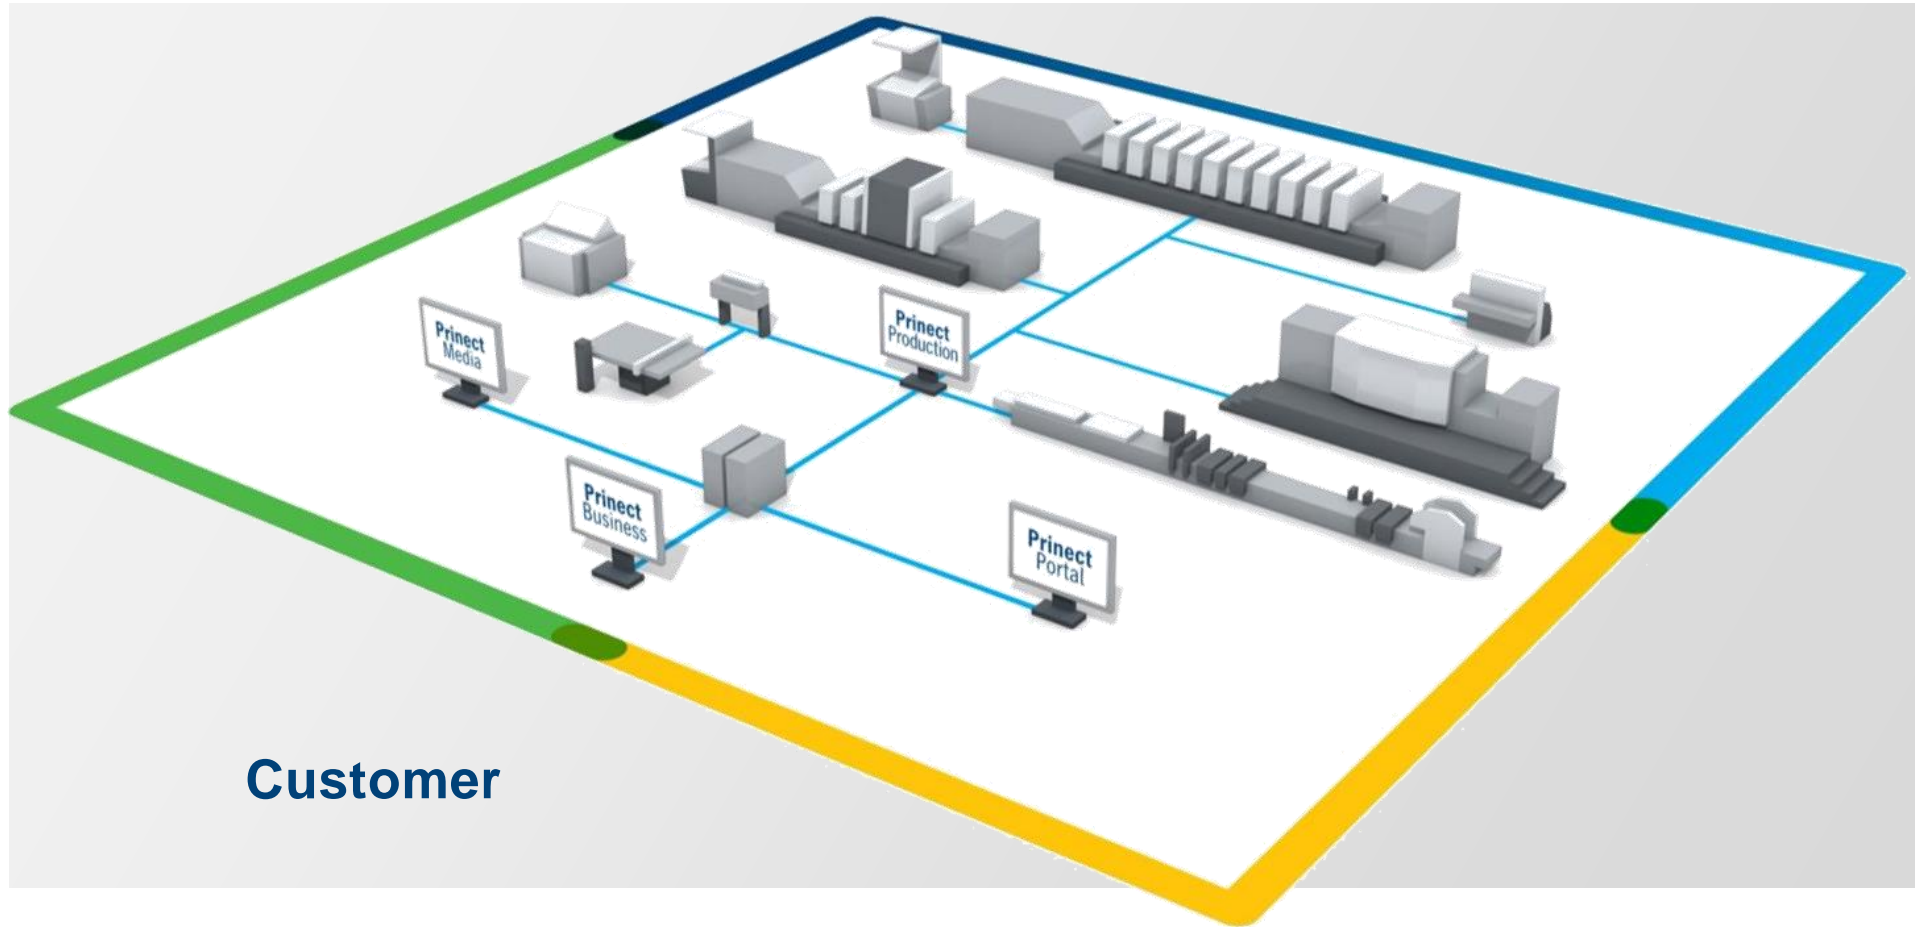 Prinect
Production
Prinect
Media
Prinect
Business
Prinect
Portal
Customer